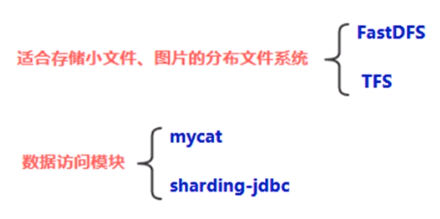 适合存储小文件、图片的分布文件系统
FastDFS
TFS
数据访问模块
mycat
sharding-jdbc